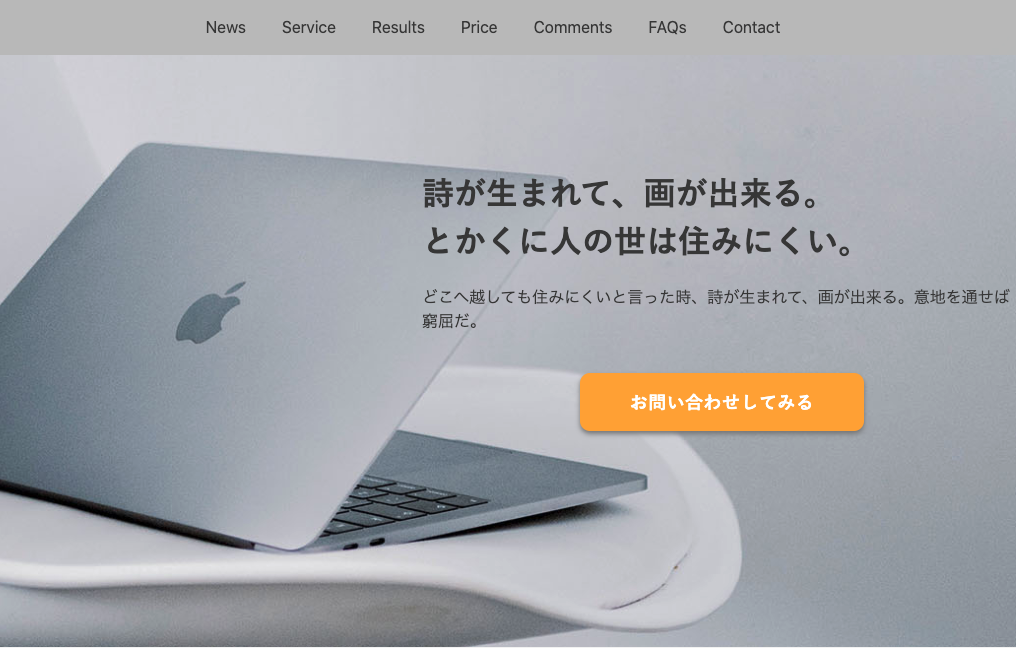 News Service Results Price Comments FAQs Contact
詩が生まれて、画が出来る。
とかくに人の世は住みにくい。
どこへ越しても住みにくいと言った時、詩が生まれて、画が出来る。意地を通せば
窮屈だ。
お問い合わせしてみる